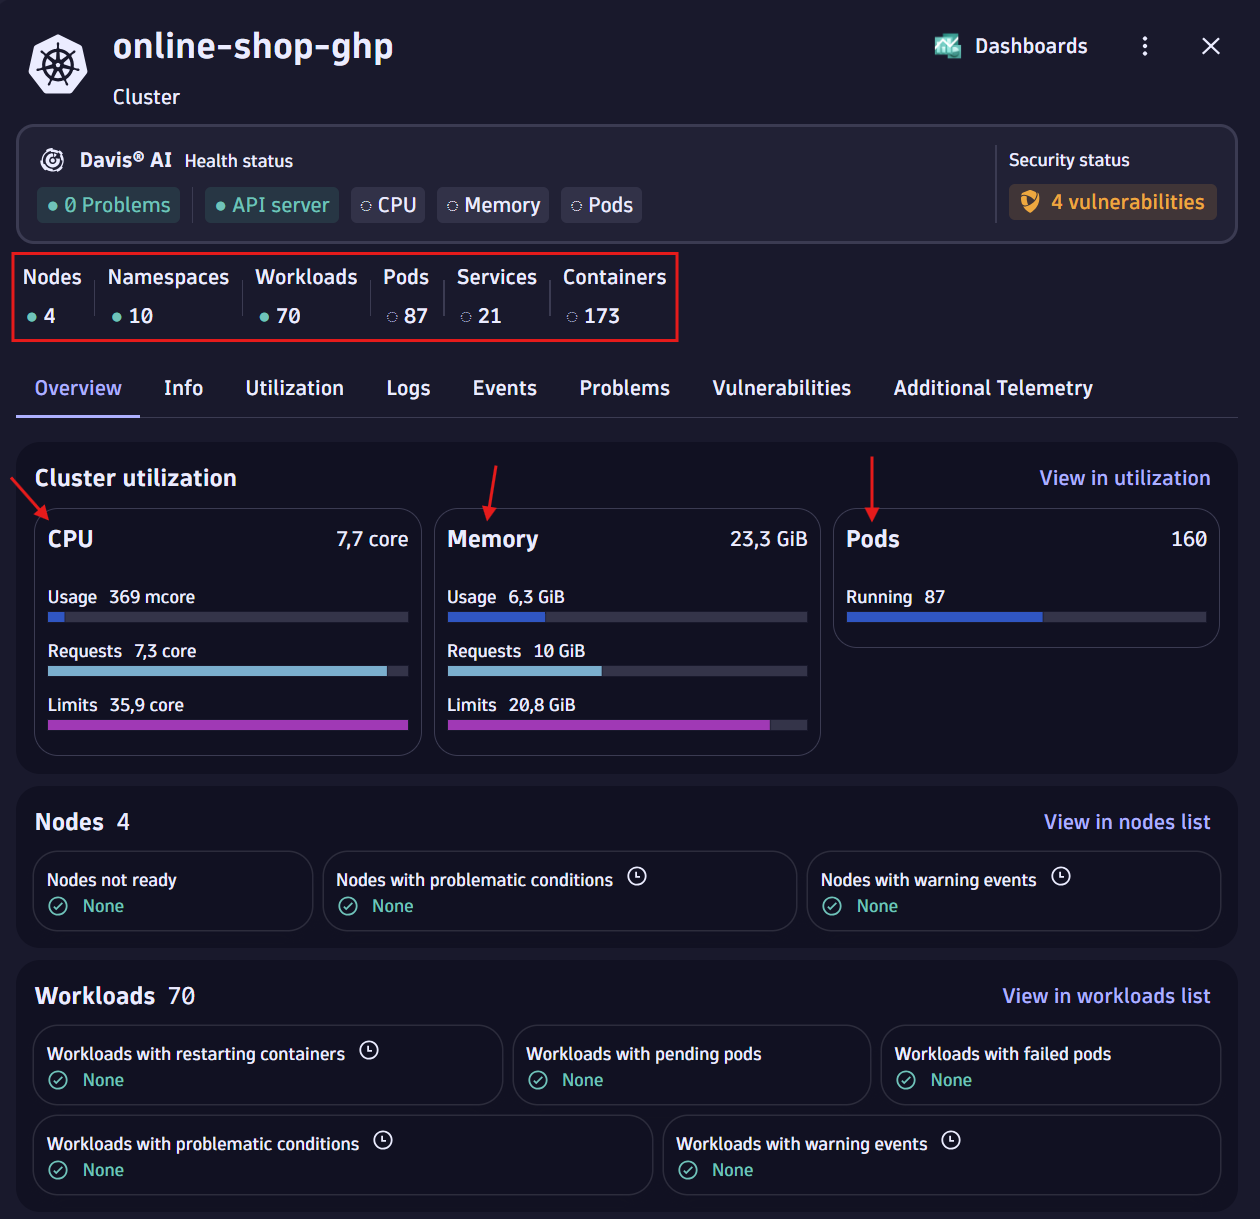 online-shop-ghp
Dashboards
Cluster
Davis® AI Health status
Security status
0 Problems API server CPU Memory Pods
4 vulnerabilities
Nodes Namespaces Workloads Pods Services Containers
4 10 70 87 21 173
Overview Info Utilization Logs Events Problems Vulnerabilities Additional Telemetry
Cluster utilization View in utilization
CPU 7,7 core
Usage 369 mcore
Requests 7,3 core
Limits 35,9 core
Memory 23,3 GiB
Usage 6,3 GiB
Requests 10 GiB
Limits 20,8 GiB
Pods 160
Running 87
Nodes 4 View in nodes list
Nodes not ready
None
Nodes with problematic conditions
None
Nodes with warning events
None
Workloads 70 View in workloads list
Workloads with restarting containers
None
Workloads with pending pods
None
Workloads with failed pods
None
Workloads with problematic conditions
None
Workloads with warning events
None